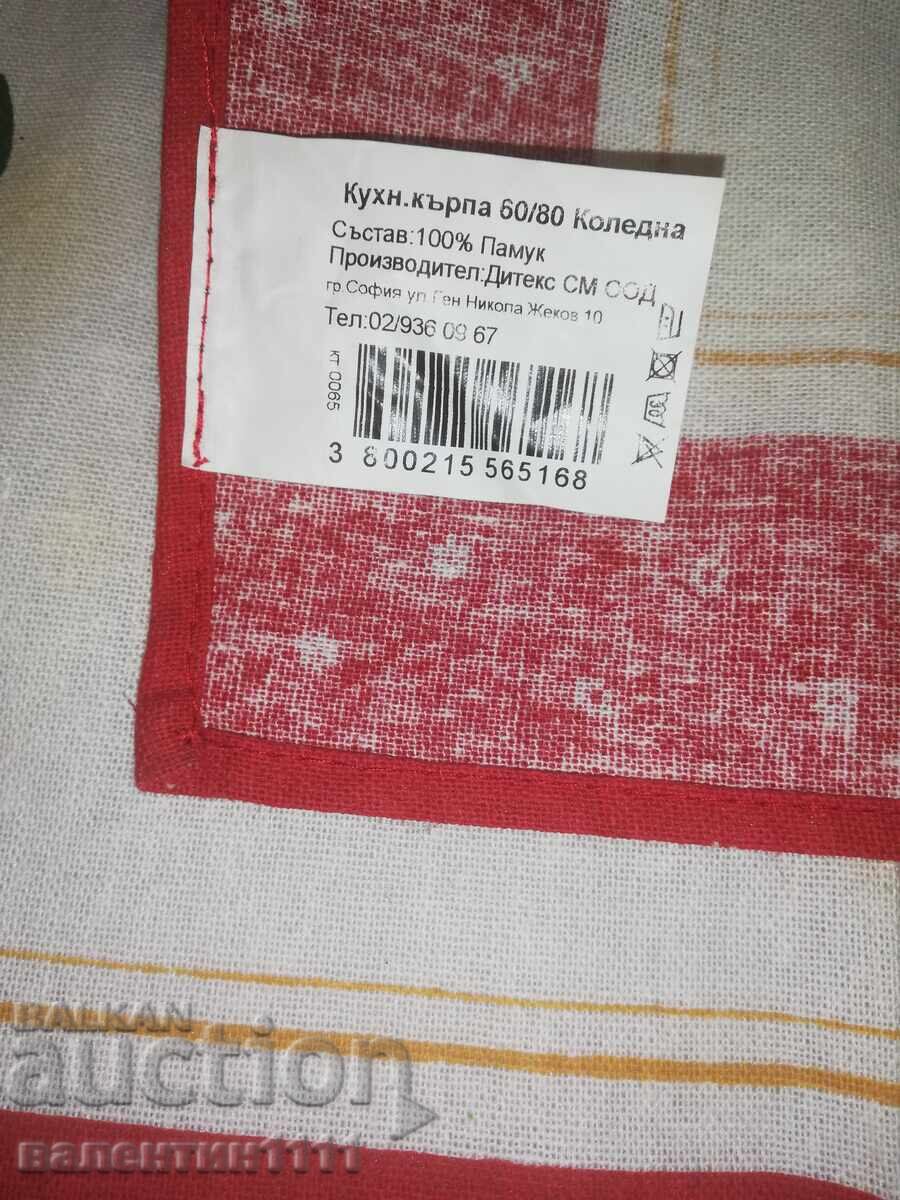 Кухн.кърпа 60/80 Коледна
Състав:100% Памук
Производител:Дитекс СМ ООД
гр.София ул.Ген Никола Жеков 10
Тел:02/936 09 67
кт 0065
3 800215 565168
30
BALKAN
auction
валентин1111